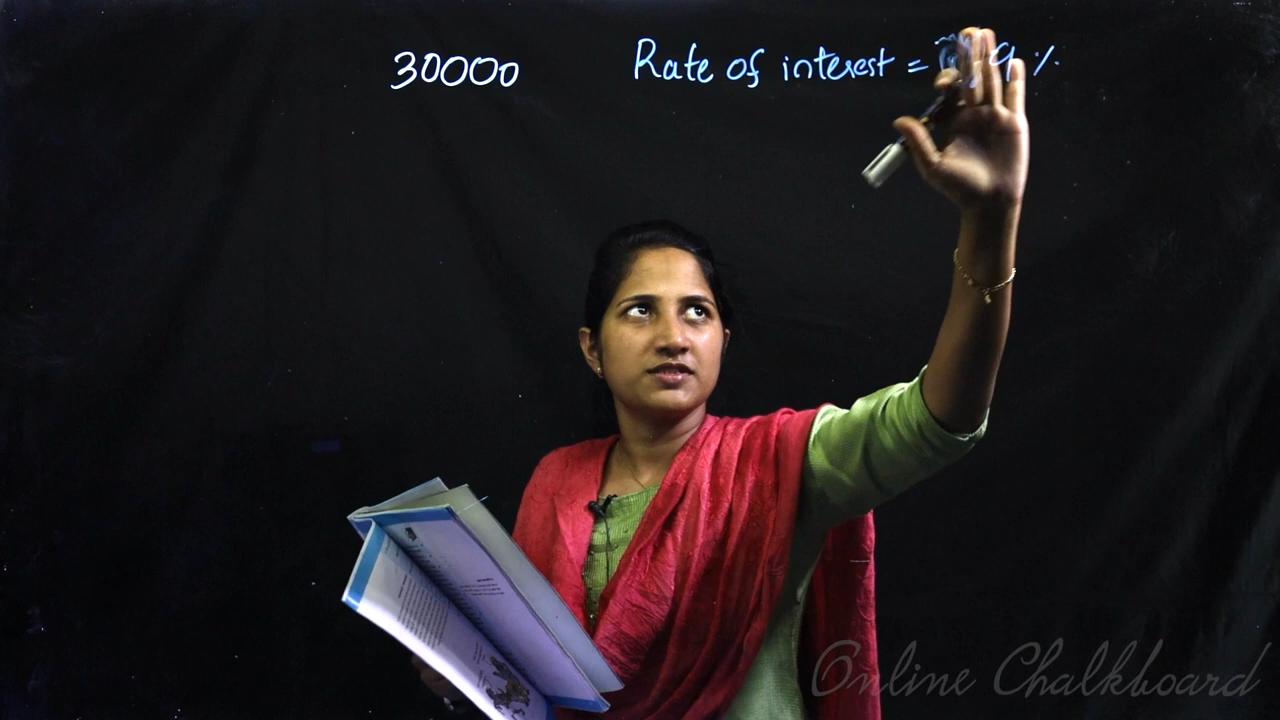 30000 Rate of interest = 9 %
Online Chalkboard